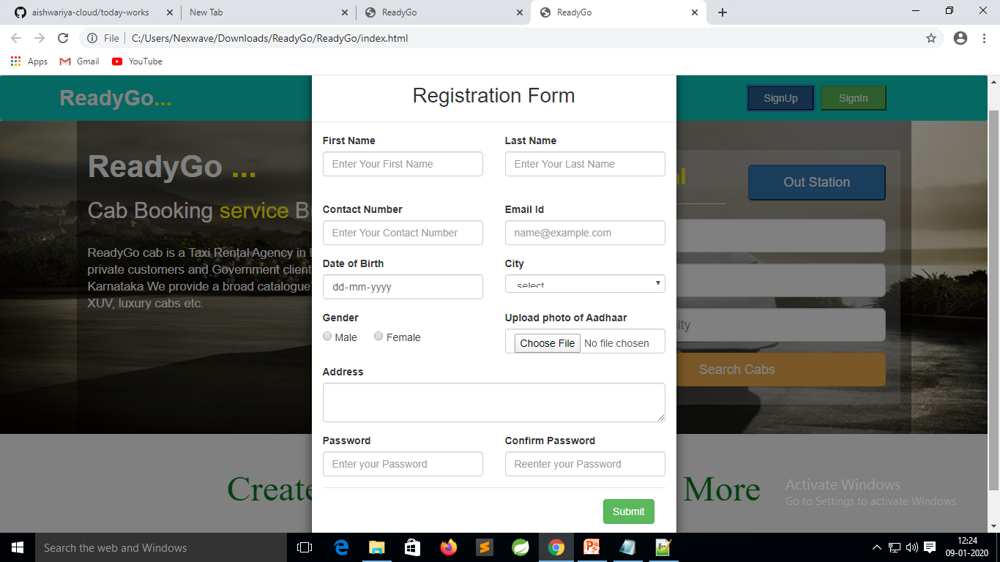 aishwariya-cloud/today-works
New Tab
ReadyGo
ReadyGo
File
C:/Users/Nexwave/Downloads/ReadyGo/ReadyGo/index.html
Apps
Gmail
YouTube
ReadyGo...
SignUp
SignIn
Registration Form
First Name
Last Name
Enter Your First Name
Enter Your Last Name
Contact Number
Email Id
Enter Your Contact Number
name@example.com
Date of Birth
City
dd-mm-yyyy
select
Gender
Upload photo of Aadhaar
Male
Female
Choose File
No file chosen
Address
Password
Confirm Password
Enter your Password
Reenter your Password
Submit
ReadyGo ...
Cab Booking service
ReadyGo cab is a Taxi Rental Agency in
private customers and Government client
Karnataka We provide a broad catalogue
XUV, luxury cabs etc.
Out Station
Search Cabs
Create
More
Activate Windows
Go to Settings to activate Windows.
Search the web and Windows
12:24
09-01-2020